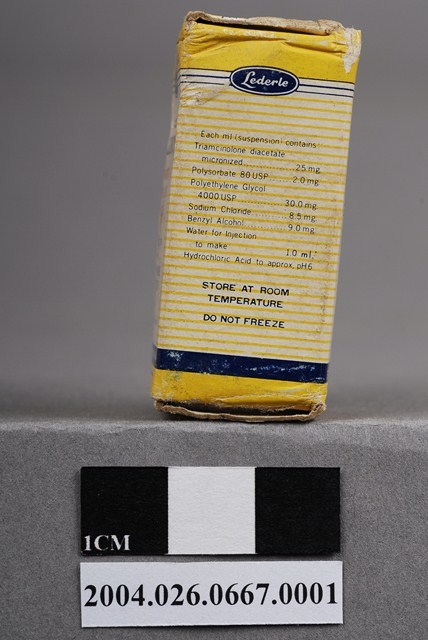 Lederle
Each ml (suspension) contains:
Triamcinolone diacetate
micronized.............25 mg.
Polysorbate 80 USP......2.0 mg.
Polyethylene Glycol
4000 USP............30.0 mg.
Sodium Chloride..........8.5 mg.
Benzyl Alcohol...........9.0 mg.
Water for Injection
to make 1.0 ml.
Hydrochloric Acid to approx. pH6
STORE AT ROOM
TEMPERATURE
DO NOT FREEZE
1CM
2004.026.0667.0001